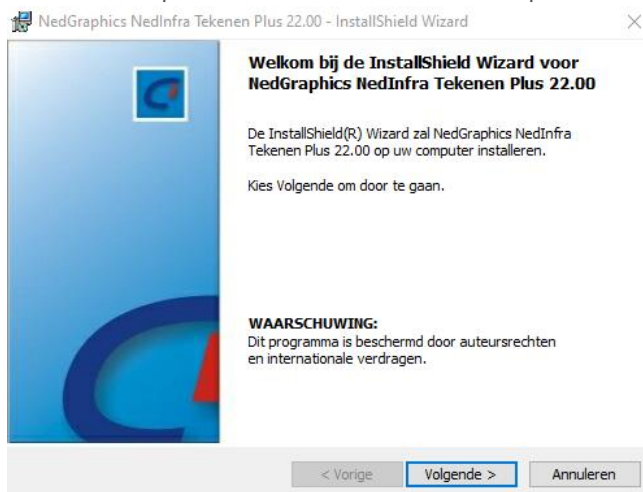 NedGraphics NedInfra Tekenen Plus 22.00 - InstallShield Wizard
Welkom bij de InstallShield Wizard voor
NedGraphics NedInfra Tekenen Plus 22.00
De InstallShield(R) Wizard zal NedGraphics NedInfra
Tekenen Plus 22.00 op uw computer installeren.
Kies Volgende om door te gaan.
WAARSCHUWING:
Dit programma is beschermd door auteursrechten
en internationale verdragen.
< Vorige
Volgende >
Annuleren